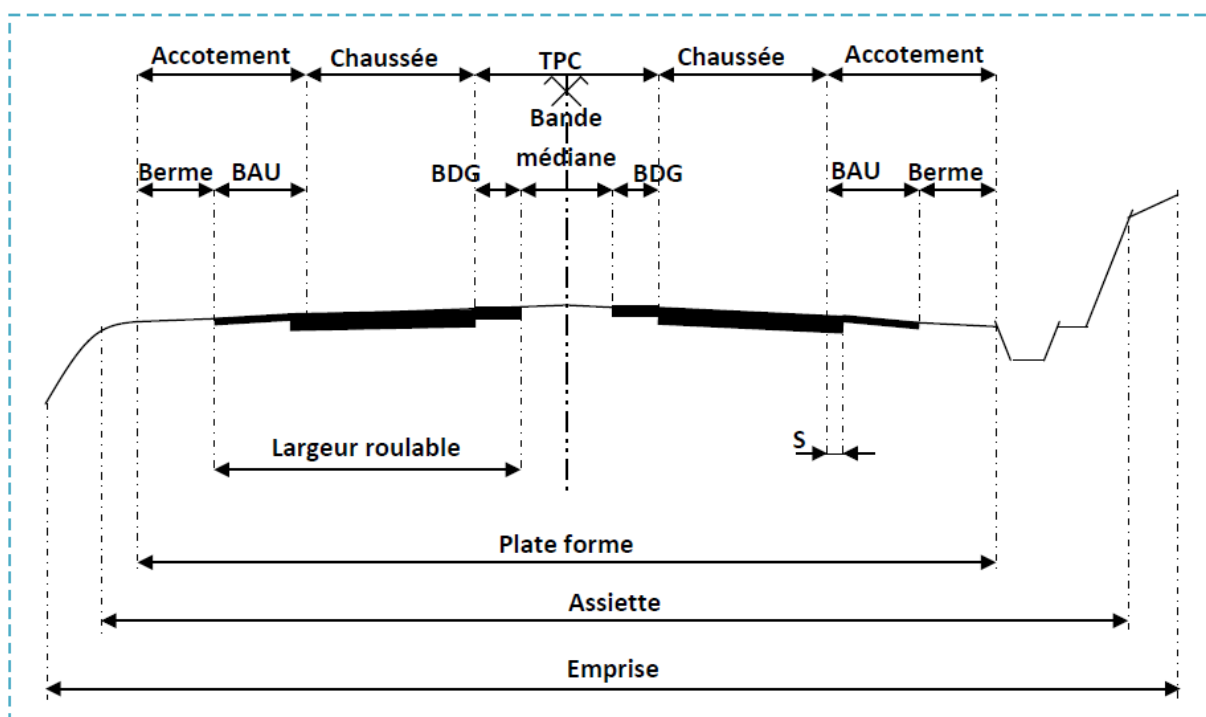 Accotement Chaussée TPC Chaussée Accotement
Bande
médiane
Berme BAU BDG BDG BAU Berme
Largeur roulable S
Plate forme
Assiette
Emprise